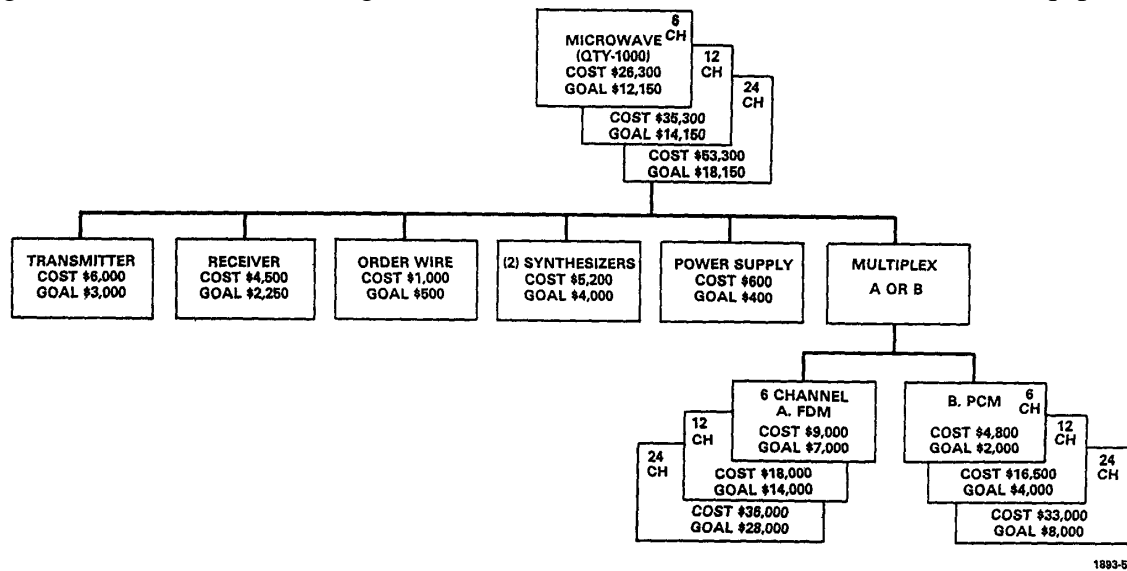 6
CH
MICROWAVE
(QTY-1000)
COST $26,300
GOAL $12,150
12
CH
COST $35,300
GOAL $14,150
24
CH
COST $53,300
GOAL $18,150
TRANSMITTER
COST $6,000
GOAL $3,000
RECEIVER
COST $4,500
GOAL $2,250
ORDER WIRE
COST $1,000
GOAL $500
(2) SYNTHESIZERS
COST $5,200
GOAL $4,000
POWER SUPPLY
COST $600
GOAL $400
MULTIPLEX
A OR B
6 CHANNEL
A. FDM
COST $9,000
GOAL $7,000
12
CH
COST $18,000
GOAL $14,000
24
CH
COST $36,000
GOAL $28,000
B. PCM
6
CH
COST $4,800
GOAL $2,000
12
CH
COST $16,500
GOAL $4,000
24
CH
COST $33,000
GOAL $8,000